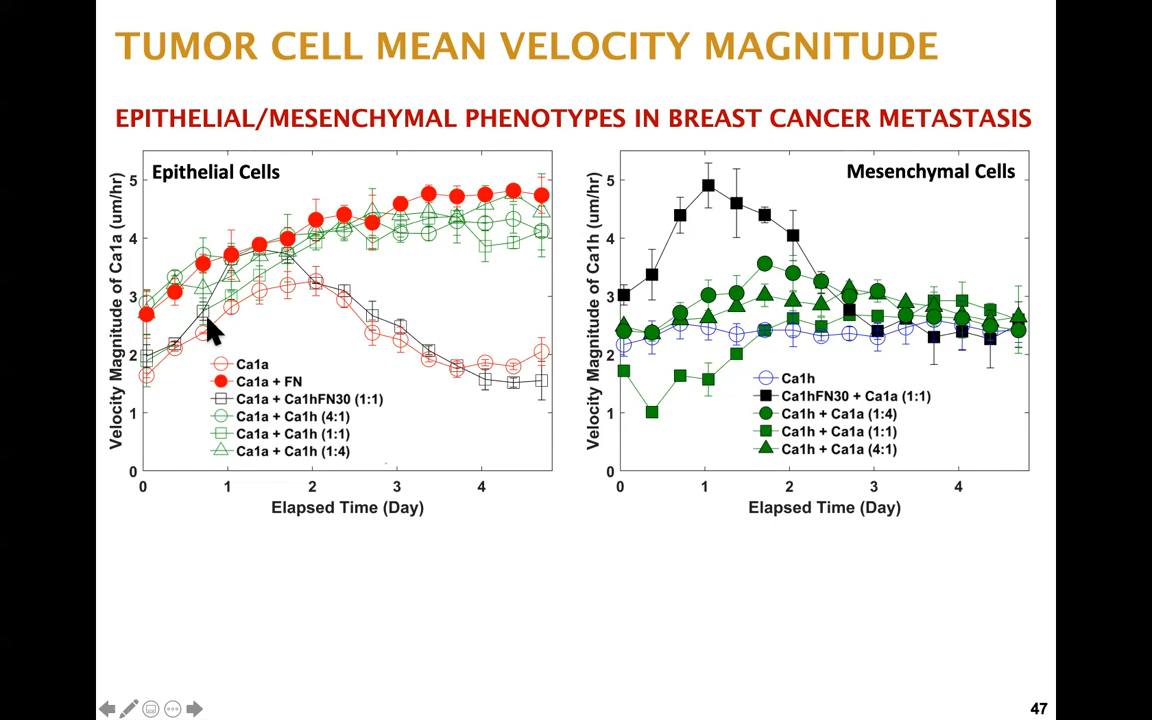 TUMOR CELL MEAN VELOCITY MAGNITUDE
EPITHELIAL/MESENCHYMAL PHENOTYPES IN BREAST CANCER METASTASIS
Epithelial Cells
Velocity Magnitude of Ca1a (um/hr)
5
4
3
2
1
0
Ca1a
Ca1a + FN
Ca1a + Ca1hFN30 (1:1)
Ca1a + Ca1h (4:1)
Ca1a + Ca1h (1:1)
Ca1a + Ca1h (1:4)
0 1 2 3 4
Elapsed Time (Day)
Mesenchymal Cells
Velocity Magnitude of Ca1h (um/hr)
5
4
3
2
1
0
Ca1h
Ca1hFN30 + Ca1a (1:1)
Ca1h + Ca1a (1:4)
Ca1h + Ca1a (1:1)
Ca1h + Ca1a (4:1)
0 1 2 3 4
Elapsed Time (Day)
47